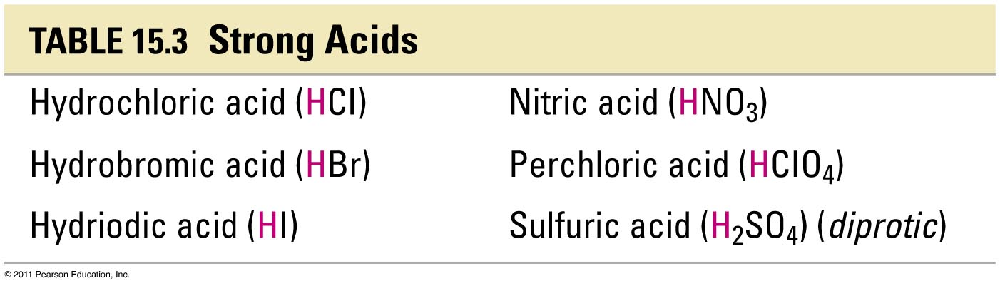 TABLE 15.3 Strong Acids
Hydrochloric acid (HCl) Nitric acid (HNO₃)
Hydrobromic acid (HBr) Perchloric acid (HClO₄)
Hydriodic acid (HI) Sulfuric acid (H₂SO₄) (diprotic)
© 2011 Pearson Education, Inc.